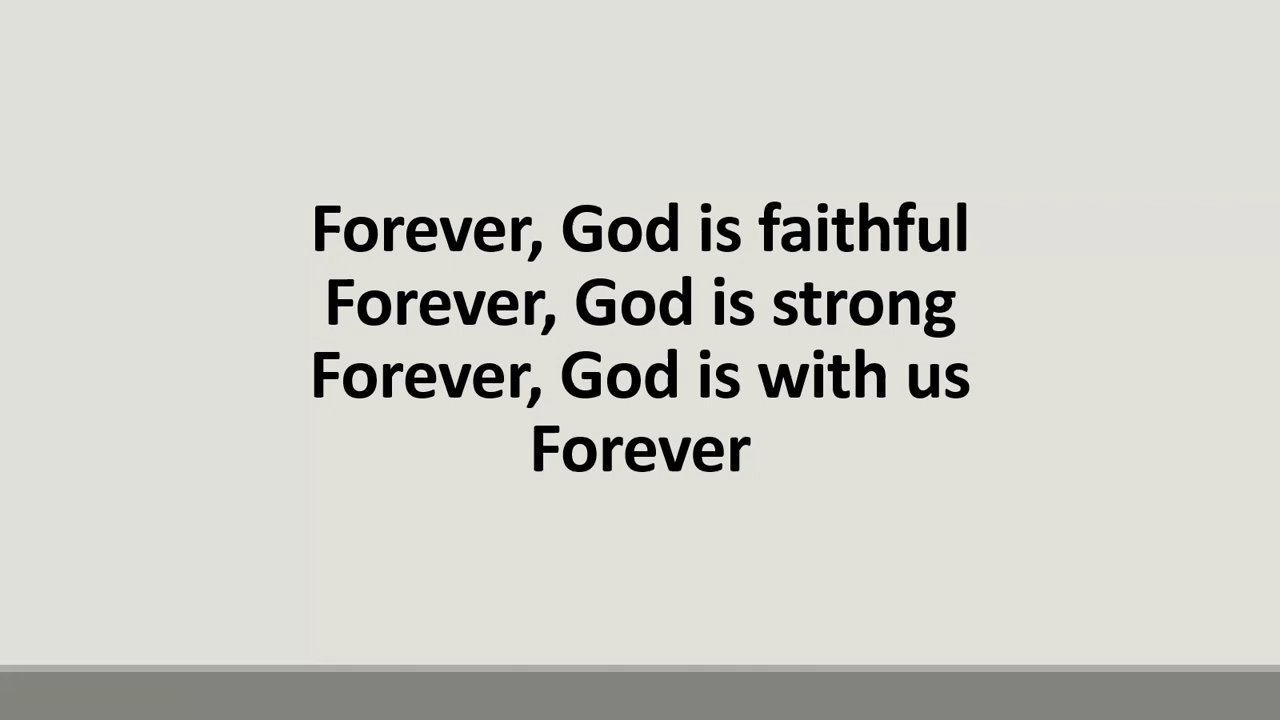 Forever, God is faithful
Forever, God is strong
Forever, God is with us
Forever